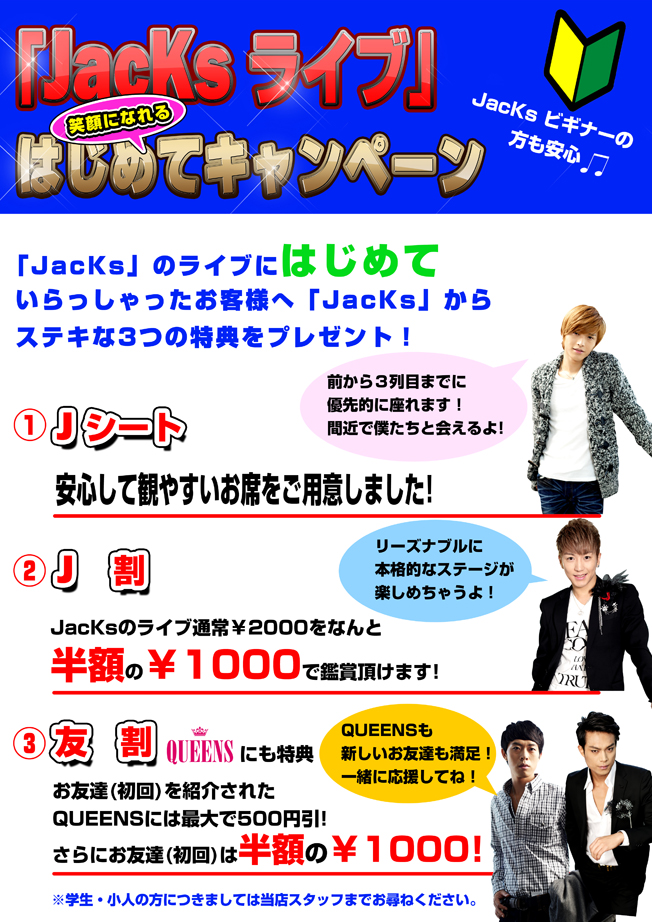 「JacKs ライブ」
笑顔になれる
はじめてキャンペーン
JacKs ビギナーの
方も安心♫
「JacKs」のライブにはじめて
いらっしゃったお客様へ「JacKs」から
ステキな3つの特典をプレゼント！
前から３列目までに
優先的に座れます！
間近で僕たちと会えるよ!
① J シート
安心して観やすいお席をご用意しました!
リーズナブルに
本格的なステージが
楽しめちゃうよ！
② J 割
JacKsのライブ通常￥2000をなんと
半額の￥1000で鑑賞頂けます!
QUEENSも
新しいお友達も満足！
一緒に応援してね！
③ 友 割 QUEENS にも特典
お友達(初回)を紹介された
QUEENSには最大で500円引!
さらにお友達(初回)は半額の￥1000!
※学生・小人の方につきましては当店スタッフまでお尋ねください。